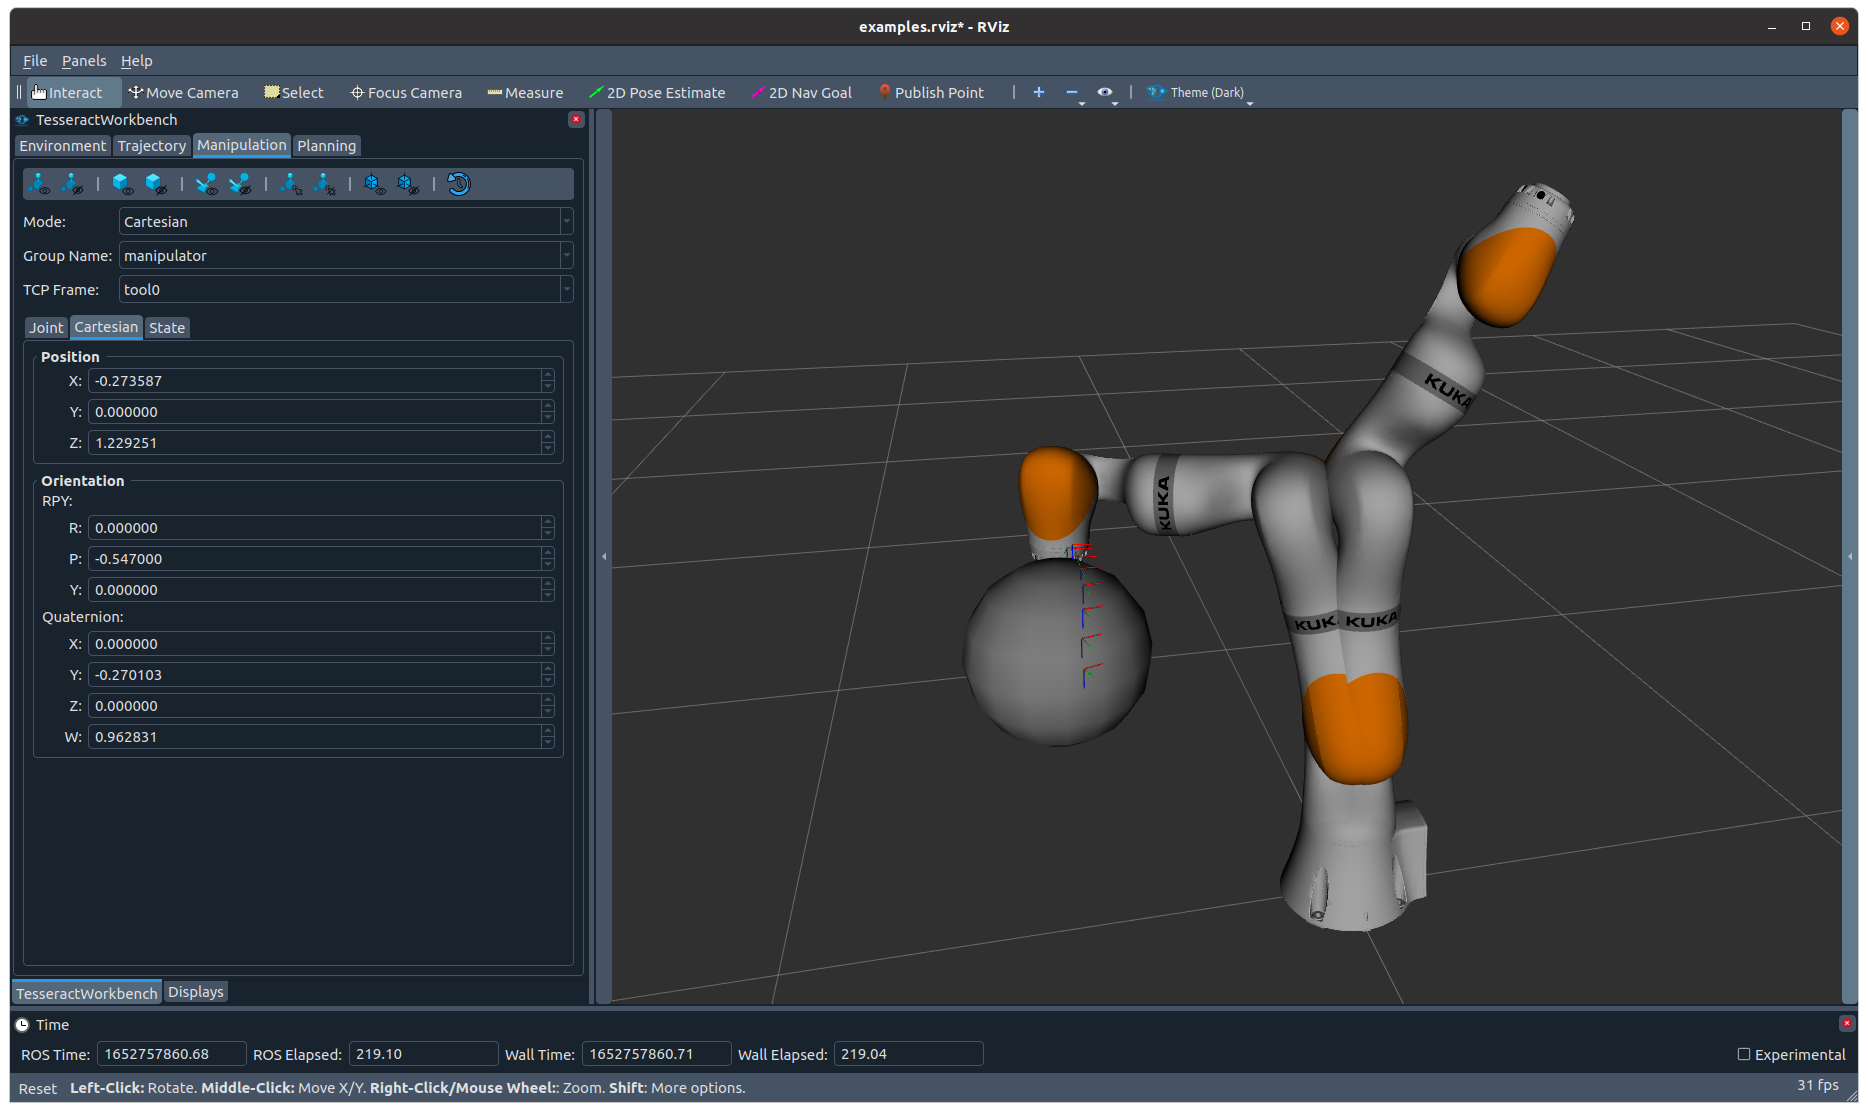 examples.rviz* - RViz
File Panels Help
Interact Move Camera Select Focus Camera Measure 2D Pose Estimate 2D Nav Goal Publish Point Theme (Dark)
TesseractWorkbench
Environment Trajectory Manipulation Planning
Mode: Cartesian
Group Name: manipulator
TCP Frame: tool0
Joint Cartesian State
Position
X: -0.273587
Y: 0.000000
Z: 1.229251
Orientation
RPY:
R: 0.000000
P: -0.547000
Y: 0.000000
Quaternion:
X: 0.000000
Y: -0.270103
Z: 0.000000
W: 0.962831
KUKA
KUKA
KUK
KUKA
TesseractWorkbench Displays
Time
ROS Time: 1652757860.68 ROS Elapsed: 219.10 Wall Time: 1652757860.71 Wall Elapsed: 219.04 Experimental
Reset Left-Click: Rotate. Middle-Click: Move X/Y. Right-Click/Mouse Wheel:: Zoom. Shift: More options. 31 fps